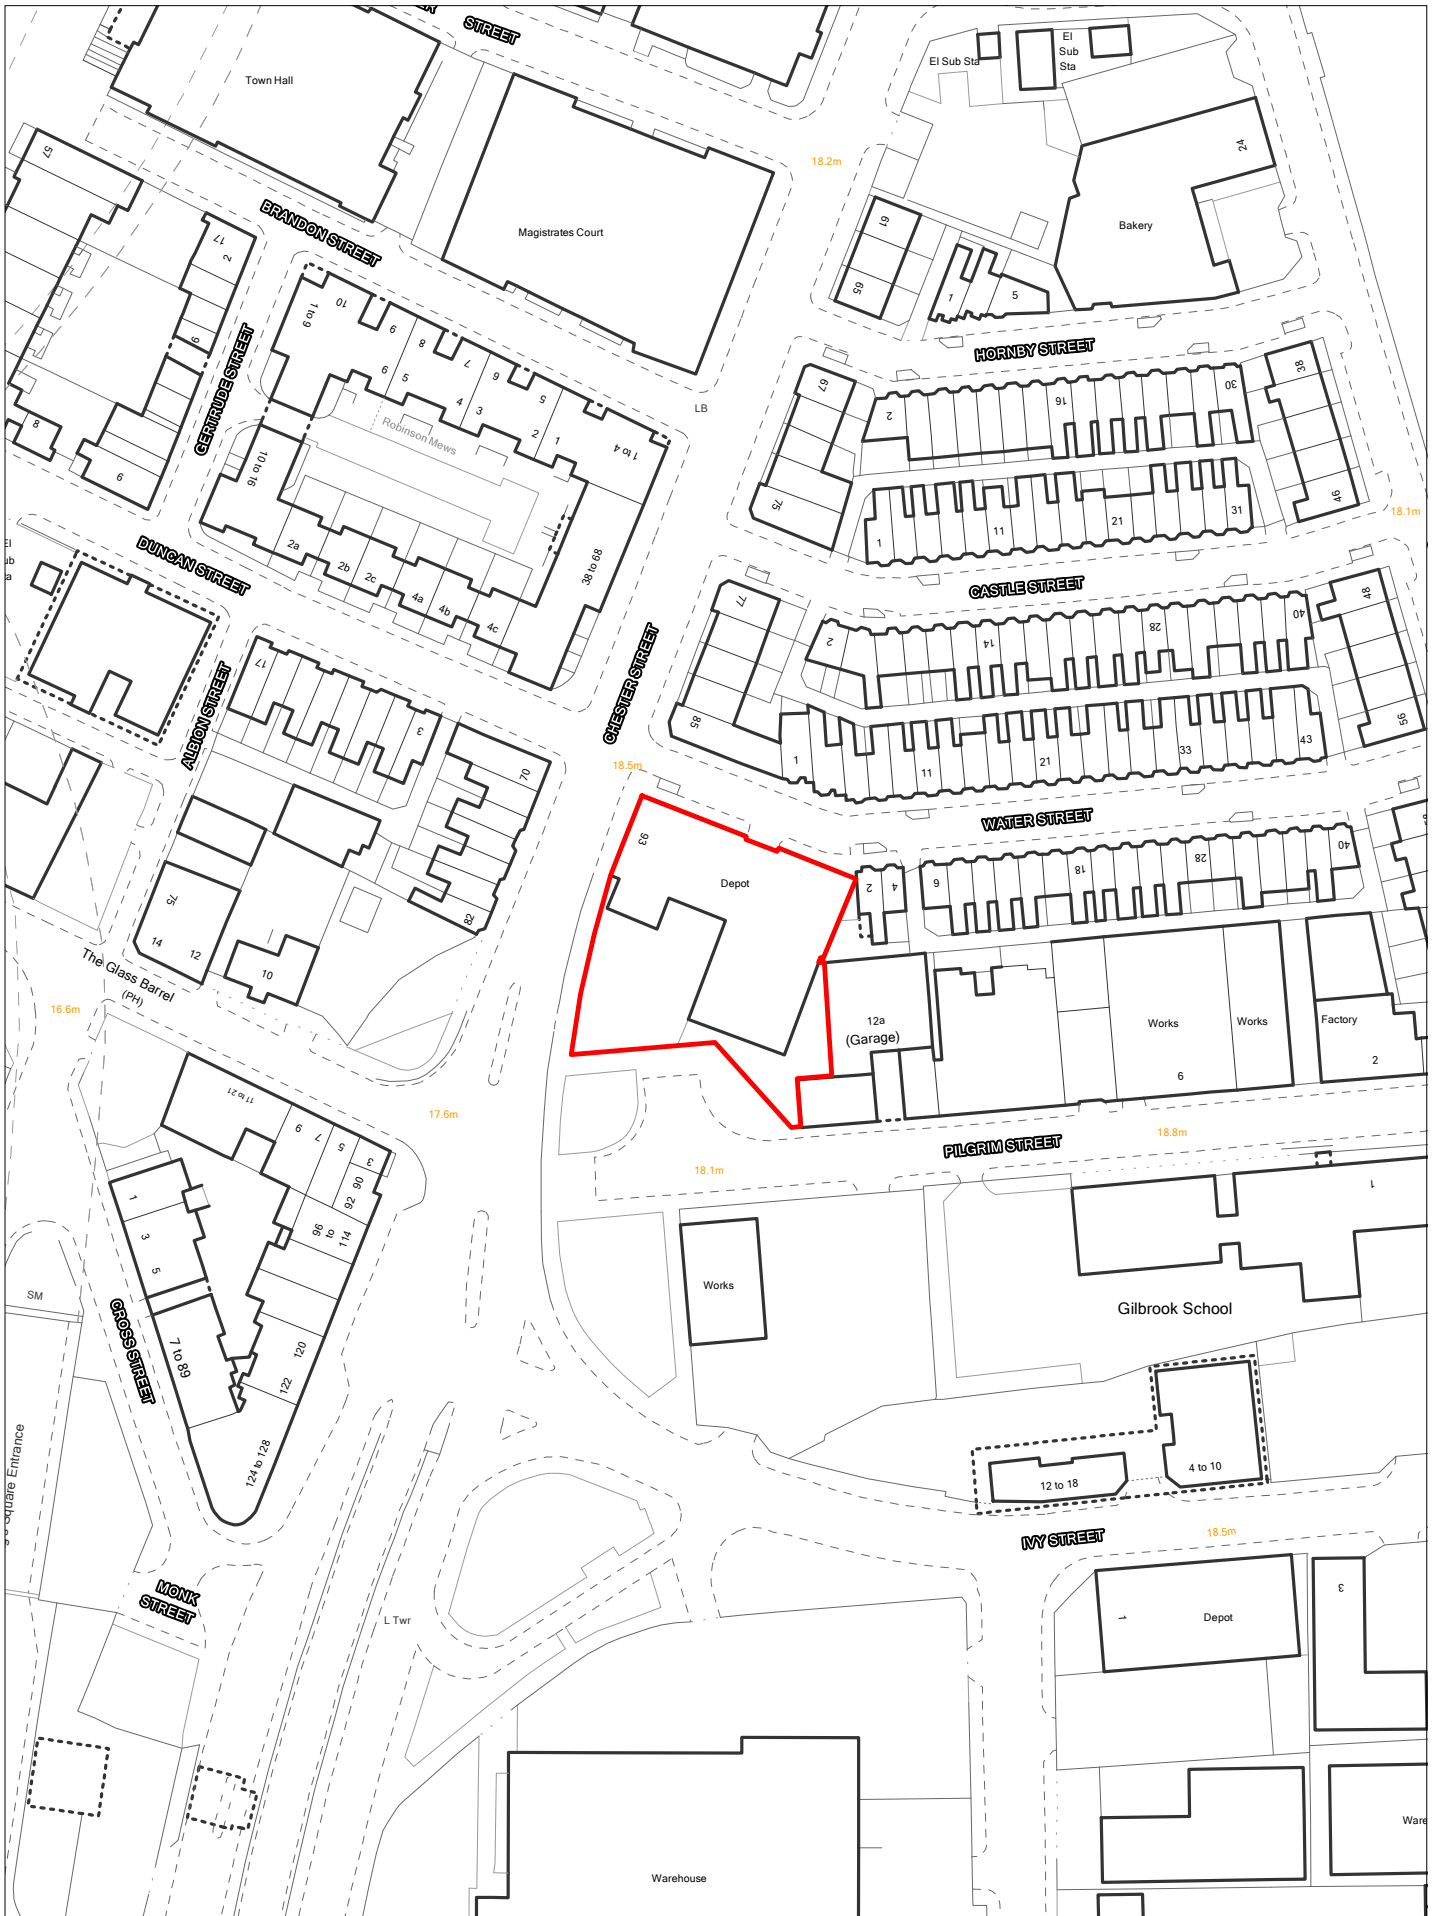 STREET
Town Hall
El Sub Sta
El
Sub
Sta
18.2m
24
57
BRANDON STREET
Magistrates Court
61
65
Bakery
1
5
17
2
9
GERTRUDE STREET
1 to 9
10
9
8
7
6
5
6
5
4
3
2
1
1 to 4
Robinson Mews
LB
HORNBY STREET
67
75
2
16
30
38
46
18.1m
8
9
10 to 16
2a
2b
2c
4a
4b
4c
38 to 68
1
11
21
31
DUNCAN STREET
CASTLE STREET
CHESTER STREET
77
85
2
14
28
40
48
56
ALBION STREET
17
3
70
82
18.5m
1
11
21
33
43
WATER STREET
93
Depot
2
4
6
18
28
40
75
14
12
10
The Glass Barrel
(PH)
16.6m
12a
(Garage)
Works
6
Works
Factory
2
17.6m
18.8m
PILGRIM STREET
18.1m
11 to 21
9
7
5
3
90
92
96
to
114
1
3
5
7 to 89
120
122
124 to 128
CROSS STREET
SM
Square Entrance
Works
1
Gilbrook School
12 to 18
4 to 10
IVY STREET
18.5m
MONK
STREET
L Twr
1
Depot
3
Warehouse
Ware